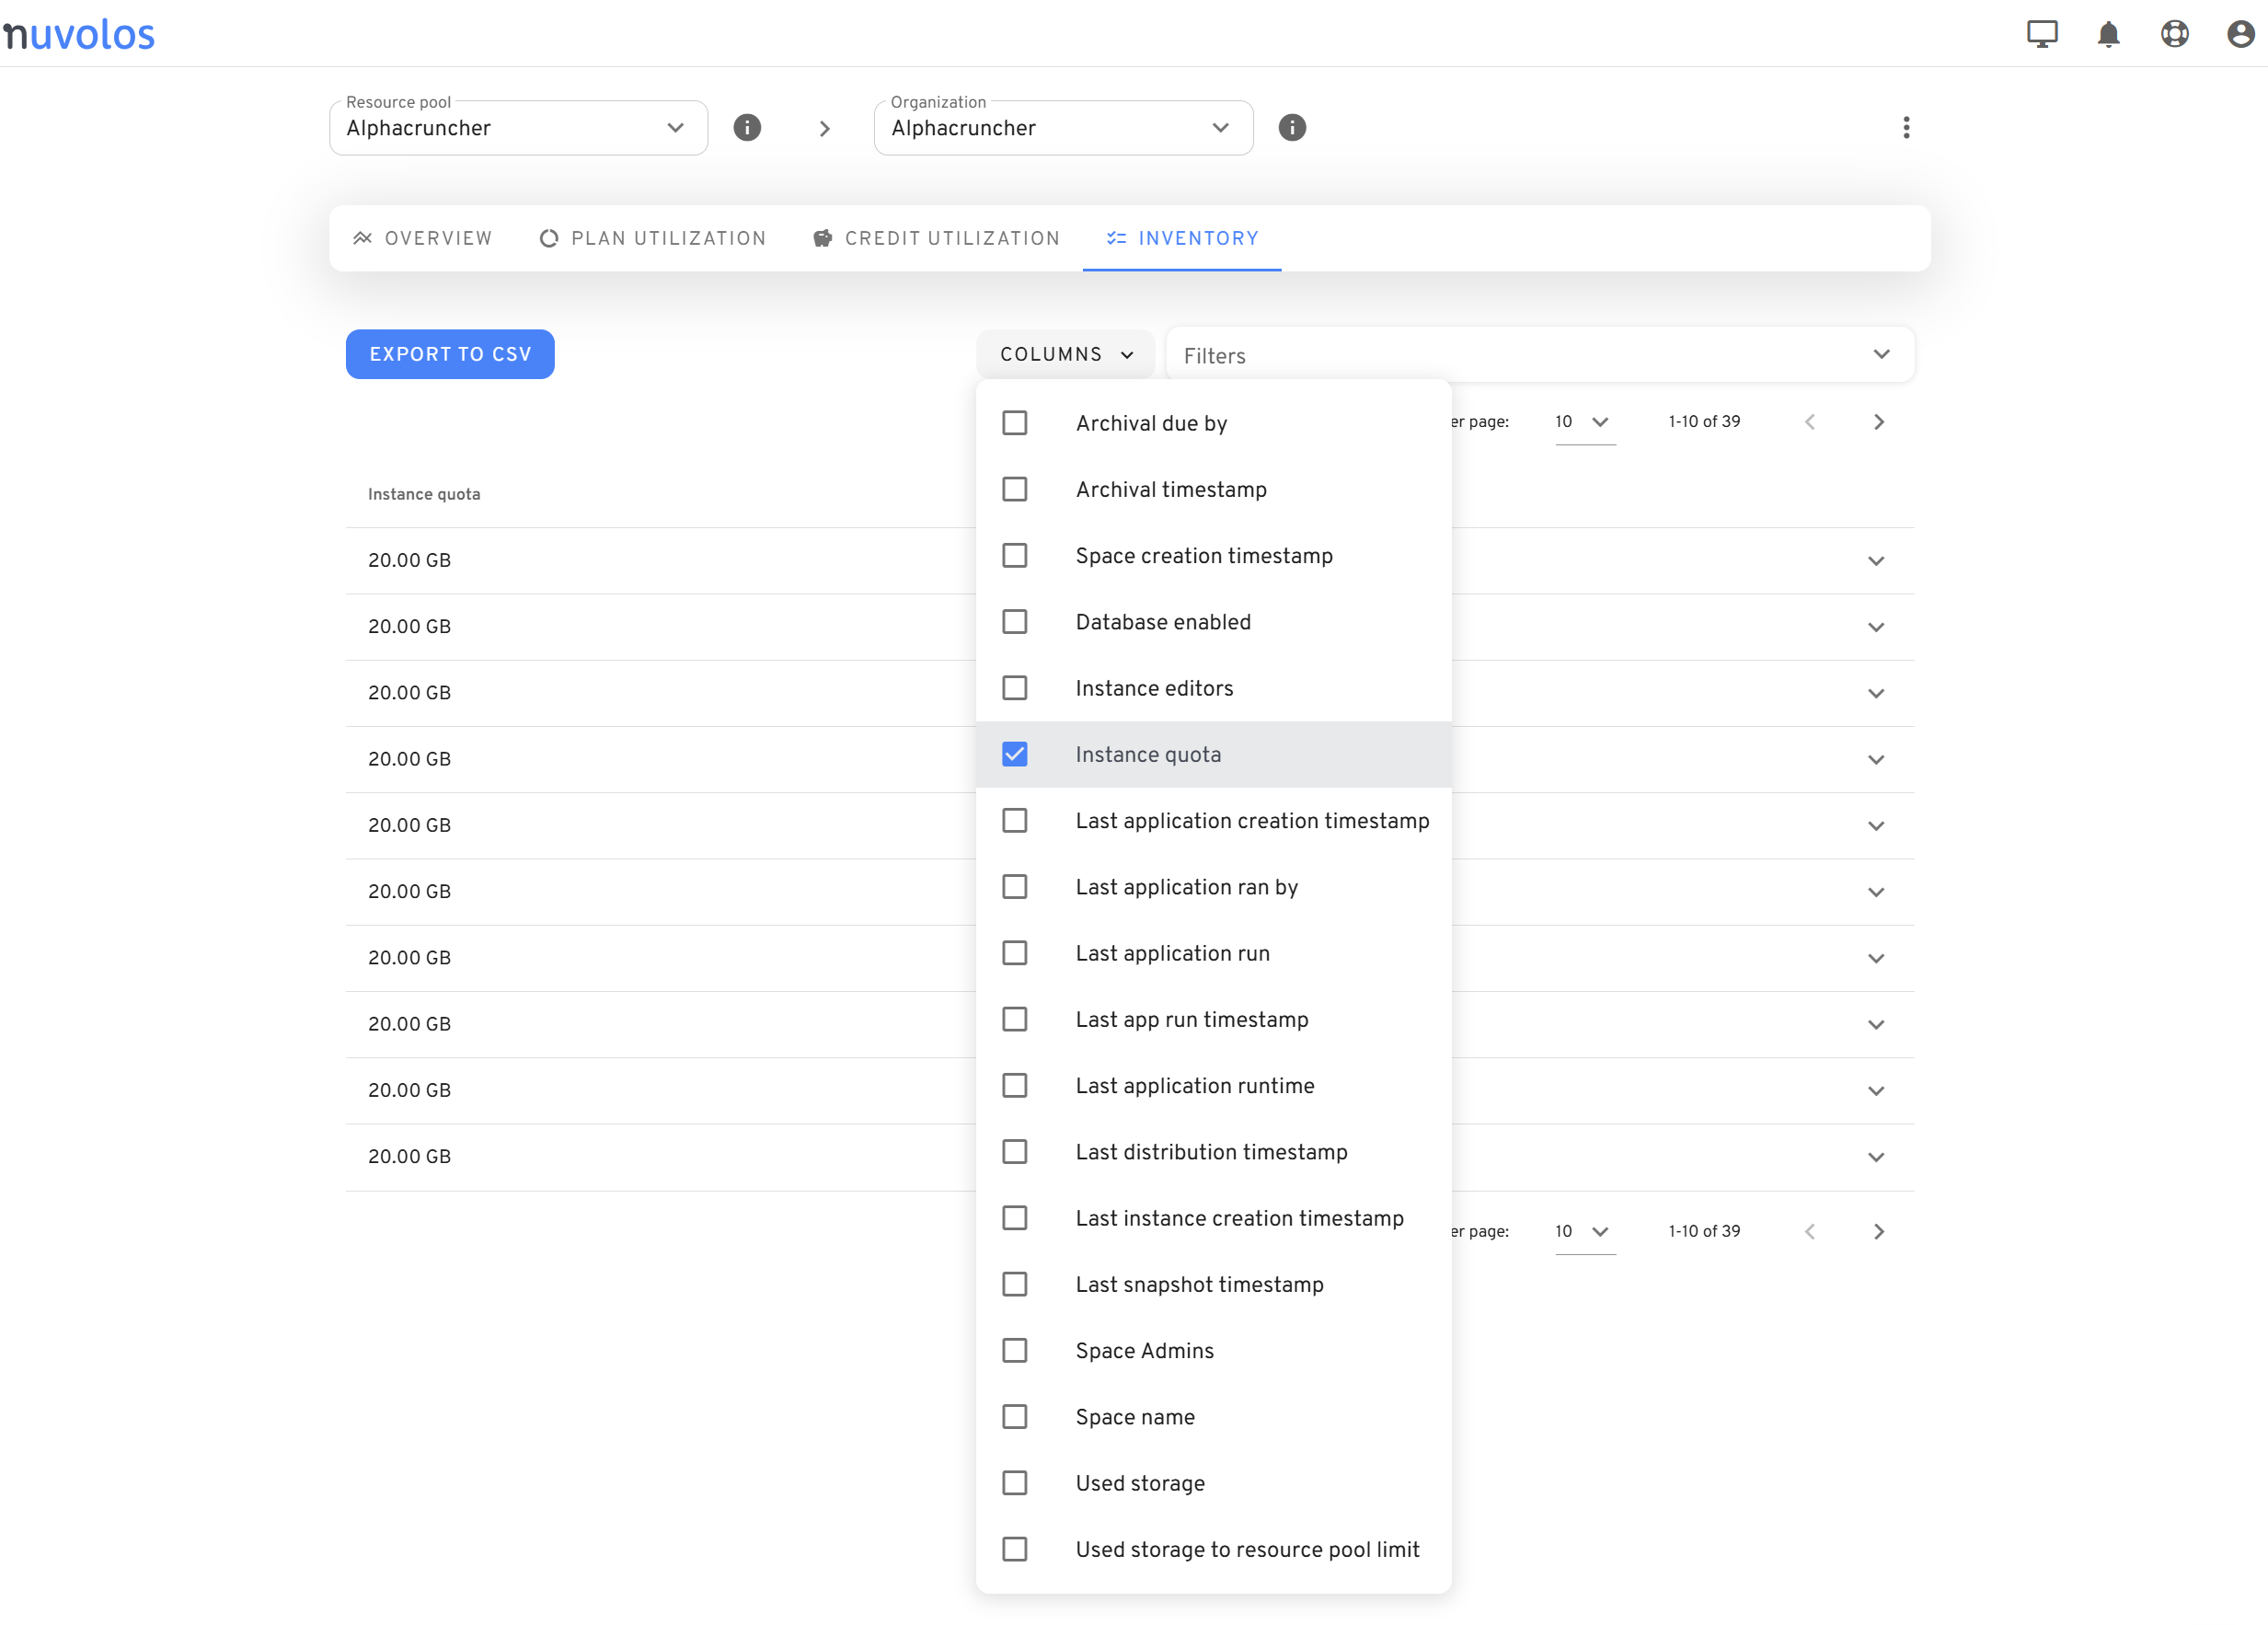 nuvolos
Resource pool
Alphacruncher
Organization
Alphacruncher
OVERVIEW
PLAN UTILIZATION
CREDIT UTILIZATION
INVENTORY
EXPORT TO CSV
COLUMNS
Filters
er page:
10
1-10 of 39
Instance quota
20.00 GB
20.00 GB
20.00 GB
20.00 GB
20.00 GB
20.00 GB
20.00 GB
20.00 GB
20.00 GB
20.00 GB
Archival due by
Archival timestamp
Space creation timestamp
Database enabled
Instance editors
Instance quota
Last application creation timestamp
Last application ran by
Last application run
Last app run timestamp
Last application runtime
Last distribution timestamp
Last instance creation timestamp
Last snapshot timestamp
Space Admins
Space name
Used storage
Used storage to resource pool limit
er page:
10
1-10 of 39